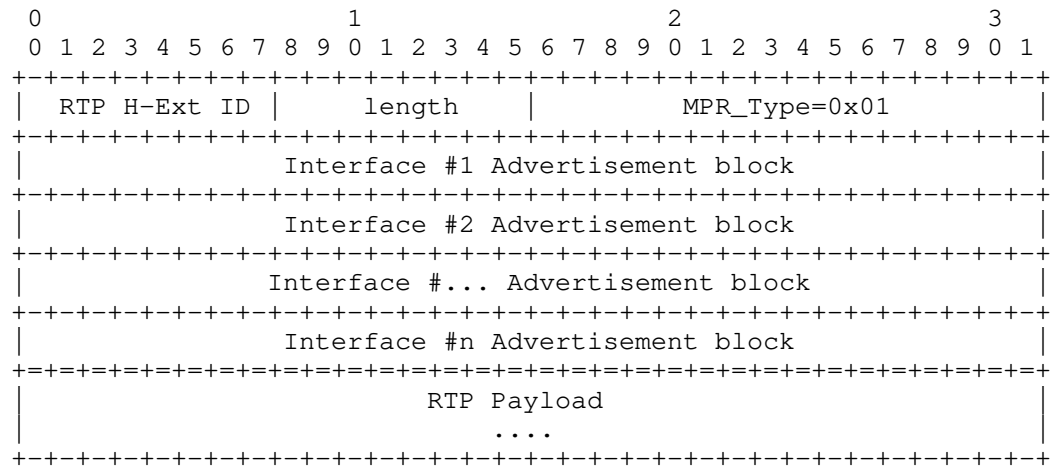 0                   1                   2                   3
 0 1 2 3 4 5 6 7 8 9 0 1 2 3 4 5 6 7 8 9 0 1 2 3 4 5 6 7 8 9 0 1
+-+-+-+-+-+-+-+-+-+-+-+-+-+-+-+-+-+-+-+-+-+-+-+-+-+-+-+-+-+-+-+-+
| RTP H-Ext ID | length | MPR_Type=0x01 |
+-+-+-+-+-+-+-+-+-+-+-+-+-+-+-+-+-+-+-+-+-+-+-+-+-+-+-+-+-+-+-+-+
| Interface #1 Advertisement block |
+-+-+-+-+-+-+-+-+-+-+-+-+-+-+-+-+-+-+-+-+-+-+-+-+-+-+-+-+-+-+-+-+
| Interface #2 Advertisement block |
+-+-+-+-+-+-+-+-+-+-+-+-+-+-+-+-+-+-+-+-+-+-+-+-+-+-+-+-+-+-+-+-+
| Interface #... Advertisement block |
+-+-+-+-+-+-+-+-+-+-+-+-+-+-+-+-+-+-+-+-+-+-+-+-+-+-+-+-+-+-+-+-+
| Interface #n Advertisement block |
+=+=+=+=+=+=+=+=+=+=+=+=+=+=+=+=+=+=+=+=+=+=+=+=+=+=+=+=+=+=+=+=+
| RTP Payload |
| .... |
+-+-+-+-+-+-+-+-+-+-+-+-+-+-+-+-+-+-+-+-+-+-+-+-+-+-+-+-+-+-+-+-+